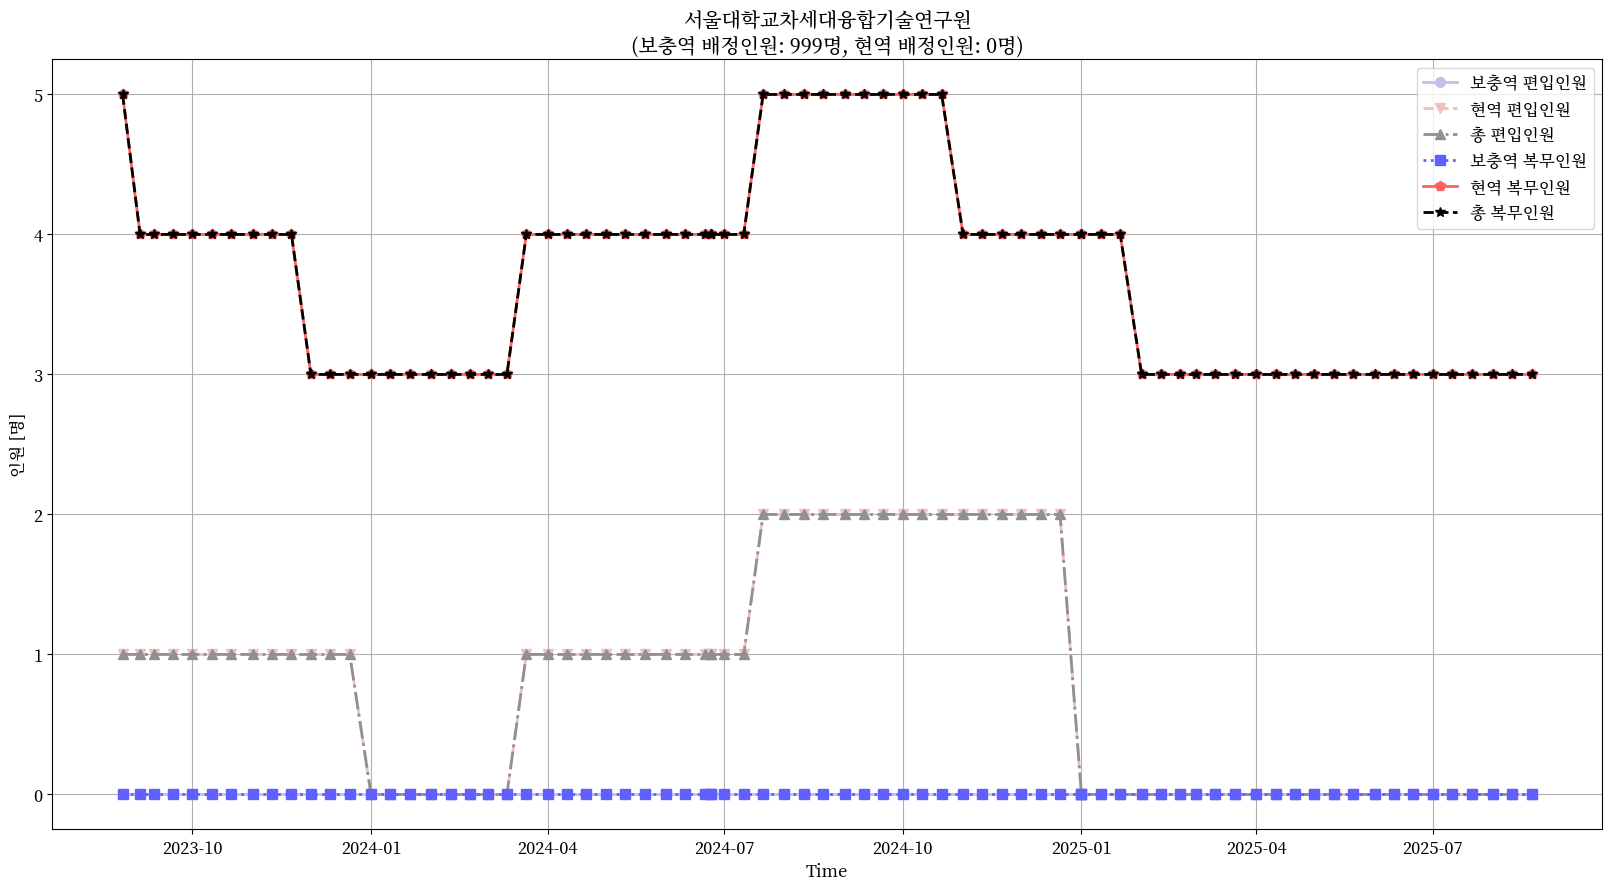 서울대학교차세대융합기술연구원
(보충역 배정인원: 999명, 현역 배정인원: 0명)
보충역 편입인원
현역 편입인원
총 편입인원
보충역 복무인원
현역 복무인원
총 복무인원
인원 [명]
5
4
3
2
1
0
2023-10
2024-01
2024-04
2024-07
2024-10
2025-01
2025-04
2025-07
Time